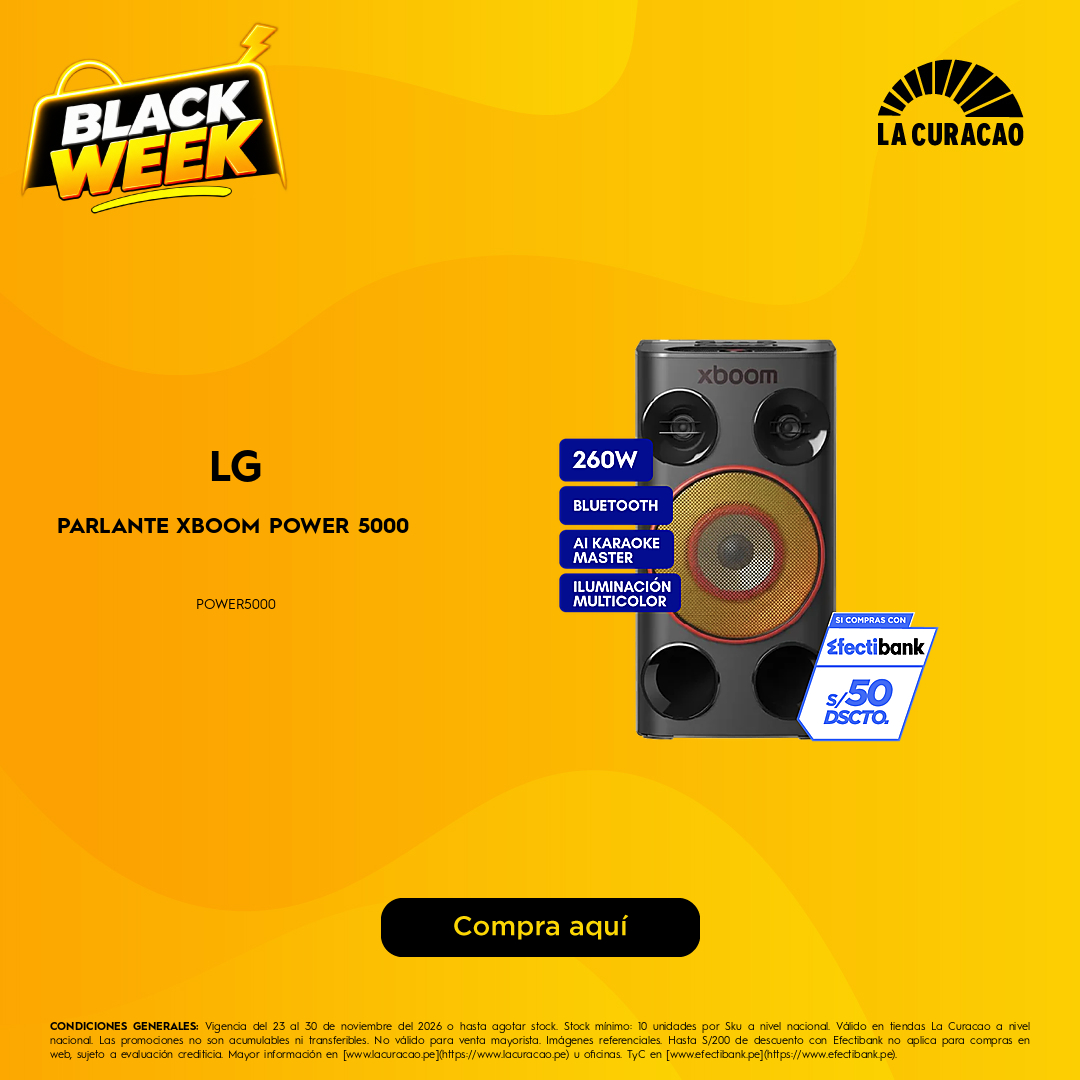 BLACK
WEEK
LA CURACAO
xboom
LG
260W
PARLANTE XBOOM POWER 5000
BLUETOOTH
AI KARAOKE
MASTER
ILUMINACIÓN
MULTICOLOR
POWER5000
SI COMPRAS CON
Efectibank
S/50
DSCTO.
Compra aquí
CONDICIONES GENERALES: Vigencia del 23 al 30 de noviembre del 2026 o hasta agotar stock. Stock mínimo: 10 unidades por Sku a nivel nacional. Válido en tiendas La Curacao a nivel
nacional. Las promociones no son acumulables ni transferibles. No válido para venta mayorista. Imágenes referenciales. Hasta S/200 de descuento con Efectibank no aplica para compras en
web, sujeto a evaluación crediticia. Mayor información en [www.lacuracao.pe](https://www.lacuracao.pe) u oficinas. TyC en [www.efectibank.pe](https://www.efectibank.pe).